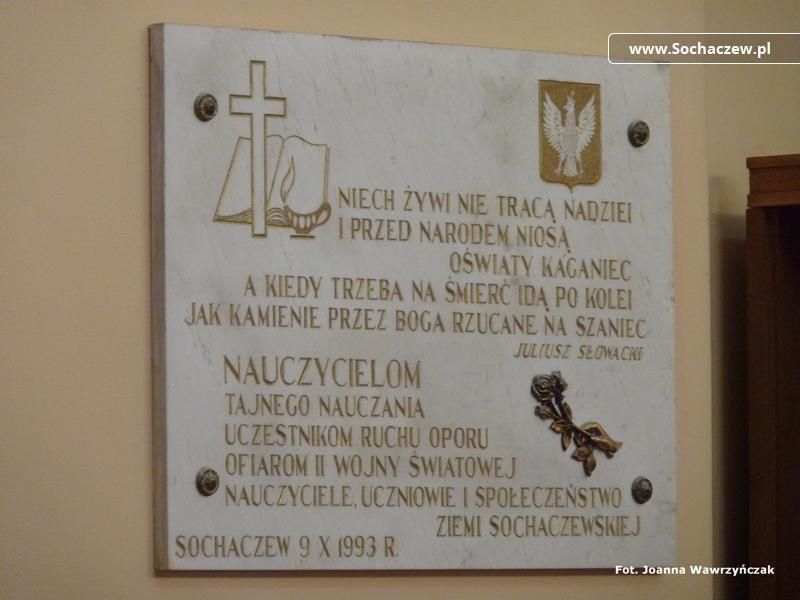 www.Sochaczew.pl
NIECH ŻYWI NIE TRACĄ NADZIEI
I PRZED NARODEM NIOSĄ
OŚWIATY KAGANIEC
A KIEDY TRZEBA NA ŚMIERĆ IDĄ PO KOLEI
JAK KAMIENIE PRZEZ BOGA RZUCANE NA SZANIEC
JULIUSZ SŁOWACKI
NAUCZYCIELOM
TAJNEGO NAUCZANIA
UCZESTNIKOM RUCHU OPORU
OFIAROM II WOJNY ŚWIATOWEJ
NAUCZYCIELE, UCZNIOWIE I SPOŁECZEŃSTWO
ZIEMI SOCHACZEWSKIEJ
SOCHACZEW 9 X 1993 R.
Fot. Joanna Wawrzyńczak